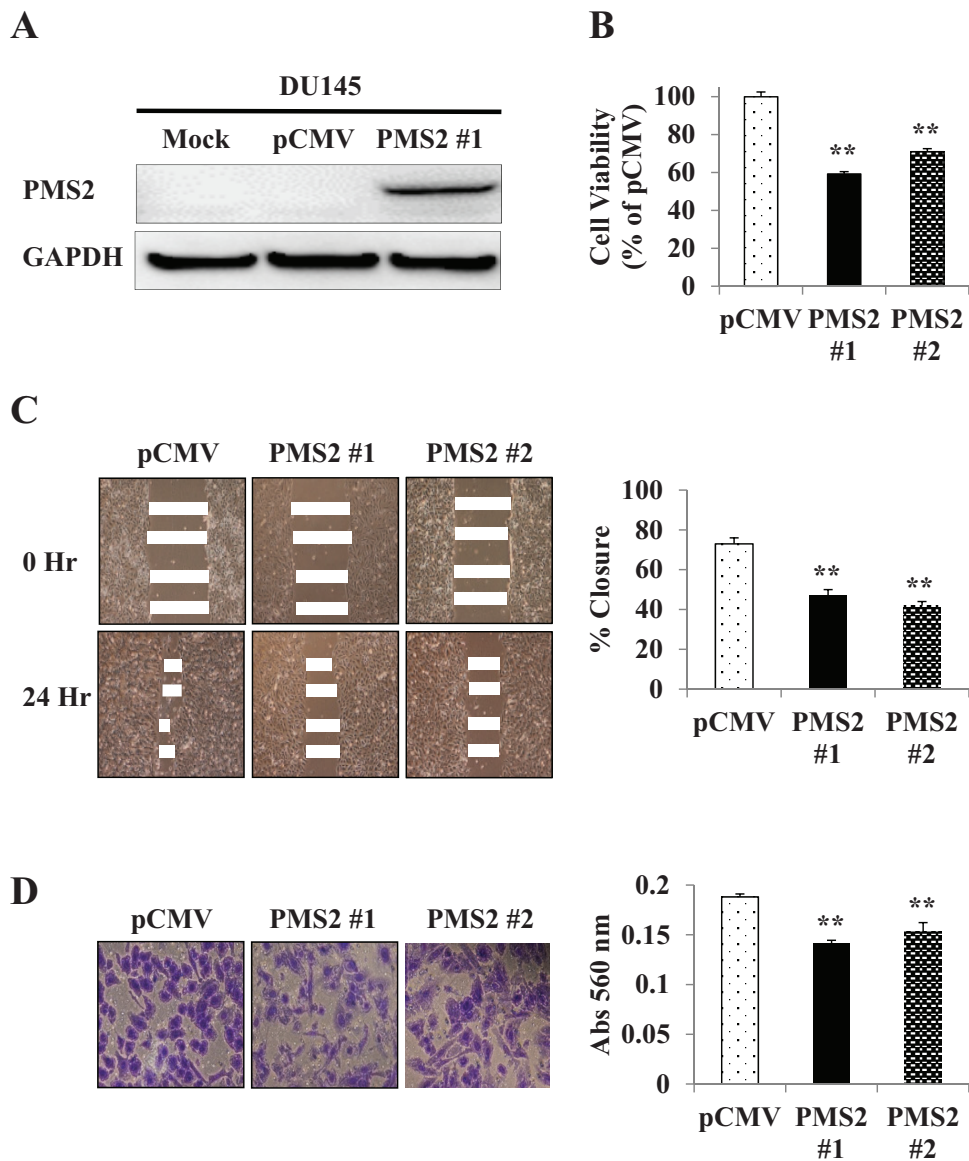 A
DU145
Mock pCMV PMS2 #1
PMS2
GAPDH
B
Cell Viability
(% of pCMV)
100
80
60
40
20
0
** **
pCMV PMS2 PMS2
#1 #2
C
pCMV PMS2 #1 PMS2 #2
0 Hr
24 Hr
% Closure
100
80
60
40
20
0
** **
pCMV PMS2 PMS2
#1 #2
D
pCMV PMS2 #1 PMS2 #2
Abs 560 nm
0.2
0.15
0.1
0.05
0
** **
pCMV PMS2 PMS2
#1 #2